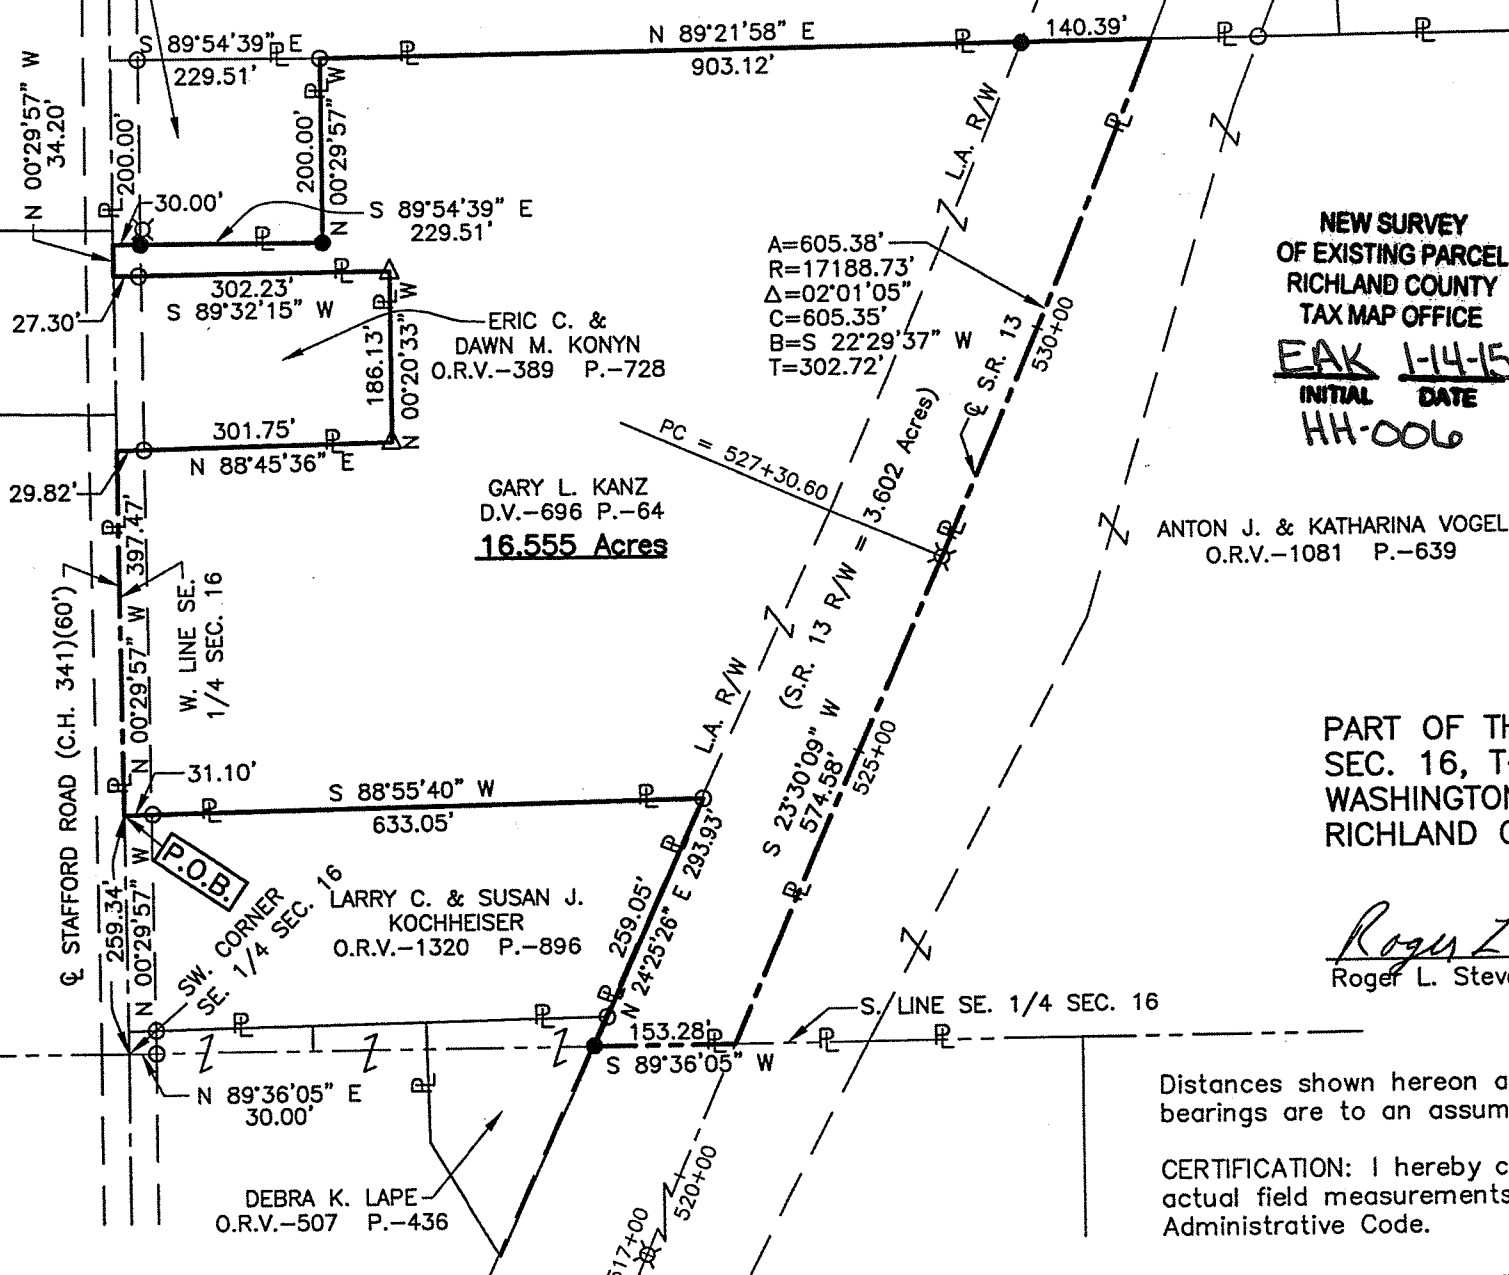 S 89°54'39" E
229.51'
N 89°21'58" E
903.12'
140.39'
N 00°29'57" W
34.20'
200.00'
200.00'
N 00°29'57" W
30.00'
S 89°54'39" E
229.51'
L.A. R/W
302.23'
S 89°32'15" W
27.30'
186.13'
N 00°20'33" W
ERIC C. &
DAWN M. KONYN
O.R.V.-389 P.-728
A=605.38'
R=17188.73'
Δ=02°01'05"
C=605.35'
B=S 22°29'37" W
T=302.72'
℄ S.R. 13
530+00
NEW SURVEY
OF EXISTING PARCEL
RICHLAND COUNTY
TAX MAP OFFICE
EAK 1-14-15
INITIAL DATE
HH-006
301.75'
N 88°45'36" E
29.82'
PC = 527+30.60
GARY L. KANZ
D.V.-696 P.-64
16.555 Acres
(S.R. 13 R/W = 3.602 Acres)
ANTON J. & KATHARINA VOGEL
O.R.V.-1081 P.-639
N 00°29'57" W 397.47'
W. LINE SE.
1/4 SEC. 16
℄ STAFFORD ROAD (C.H. 341)(60')
L.A. R/W
S 23°30'09" W
574.58'
525+00
PART OF TH
SEC. 16, T-
WASHINGTON
RICHLAND
31.10'
S 88°55'40" W
633.05'
P.O.B.
259.34'
N 00°29'57" W
SW. CORNER
SE. 1/4 SEC. 16
LARRY C. & SUSAN J.
KOCHHEISER
O.R.V.-1320 P.-896
259.05'
N 24°25'26" E 293.93'
Roger L
Roger L. Steve
S. LINE SE. 1/4 SEC. 16
153.28'
S 89°36'05" W
N 89°36'05" E
30.00'
DEBRA K. LAPE
O.R.V.-507 P.-436
520+00
517+00
Distances shown hereon a
bearings are to an assum
CERTIFICATION: I hereby c
actual field measurements
Administrative Code.